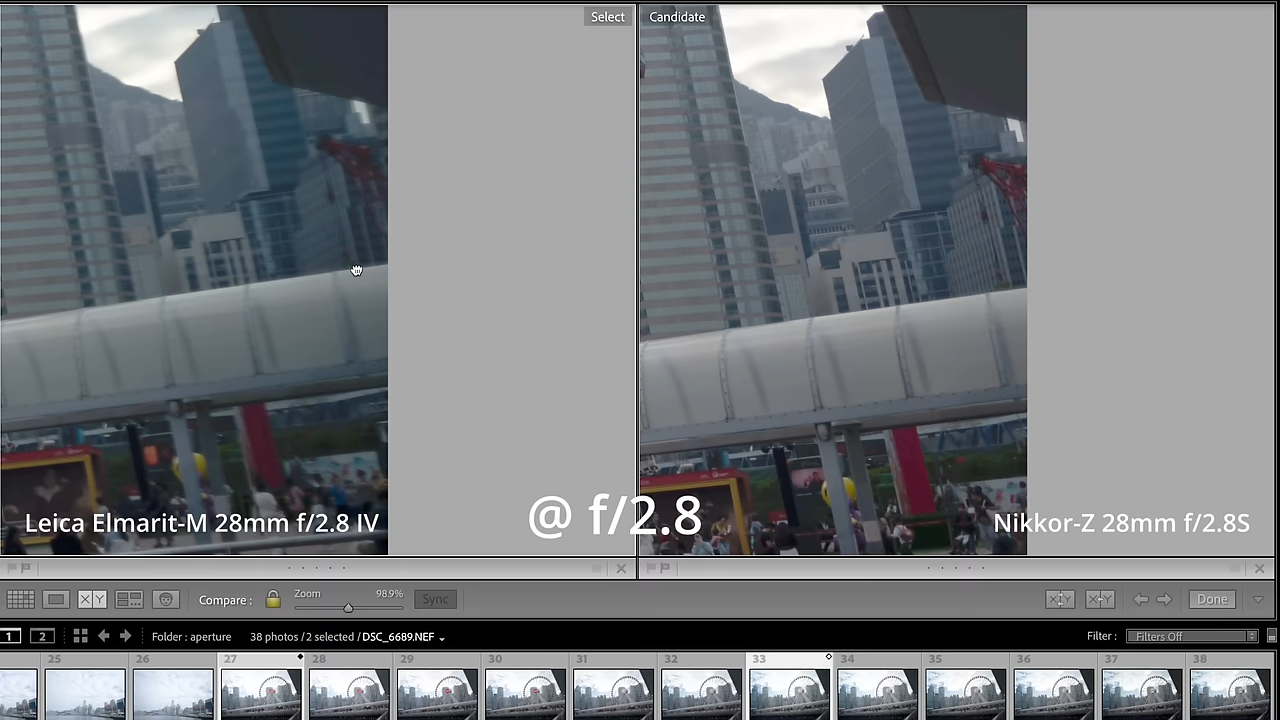 Select
Candidate
Leica Elmarit-M 28mm f/2.8 IV
@ f/2.8
Nikkor-Z 28mm f/2.8S
X Y
Compare :
Zoom
98.9%
Sync
Done
1
2
Folder : aperture
38 photos / 2 selected / DSC_6689.NEF
Filter :
Filters Off
25
26
27
28
29
30
31
32
33
34
35
36
37
38